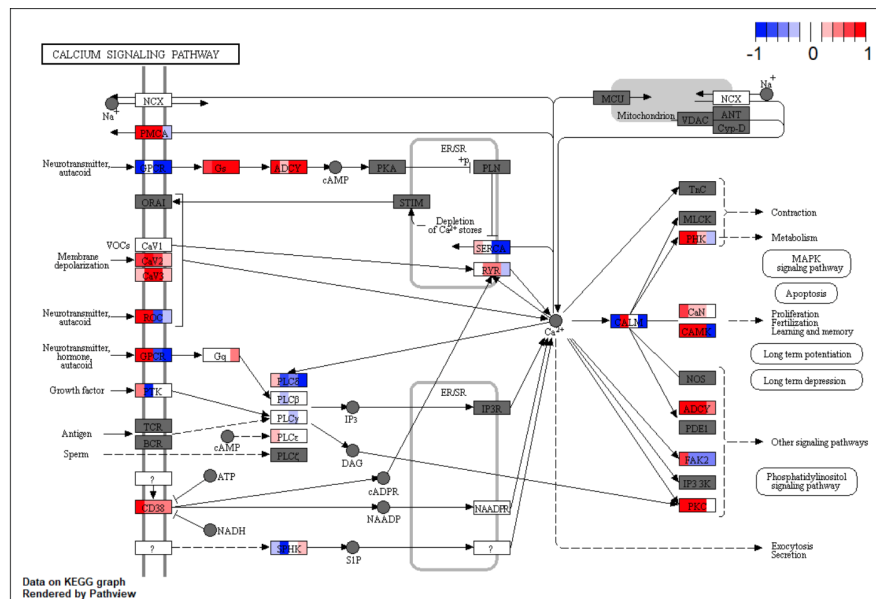 -1 0 1
CALCIUM SIGNALING PATHWAY
Na+
NCX
PMCA
Neurotransmitter,
autacoid
GPCR
Gs
ADCY
cAMP
PKA
ER/SR
+p
PLN
MCU
NCX
Na+
Mitochondrion
VDAC
ANT
Cyp-D
ORAI
STIM
Depletion
of Ca2+ stores
VOCs
CaV1
Membrane
depolarization
CaV2
CaV3
SERCA
RYR
Neurotransmitter,
autacoid
ROC
Neurotransmitter,
hormone,
autacoid
GPCR
Gq
Growth factor
RTK
PLCδ
PLCβ
PLCγ
PLCε
PLCζ
Antigen
TCR
BCR
cAMP
Sperm
IP3
DAG
ER/SR
IP3R
cADPR
?
ATP
CD38
NADH
NAADP
NAADPR
?
SPHK
S1P
?
Ca2+
CALM
TnC
MLCK
PHK
Contraction
Metabolism
MAPK
signalng pathway
Apoptosis
CaN
CAMK
Proliferation
Fertilization
Learning and memory
Long term potentiation
Long term depression
NOS
ADCY
PDE1
FAK2
IP3 3K
PKC
Other signaling pathways
Phosphatidylinositol
signaling pathway
Exocytosis
Secretion
Data on KEGG graph
Rendered by Pathview